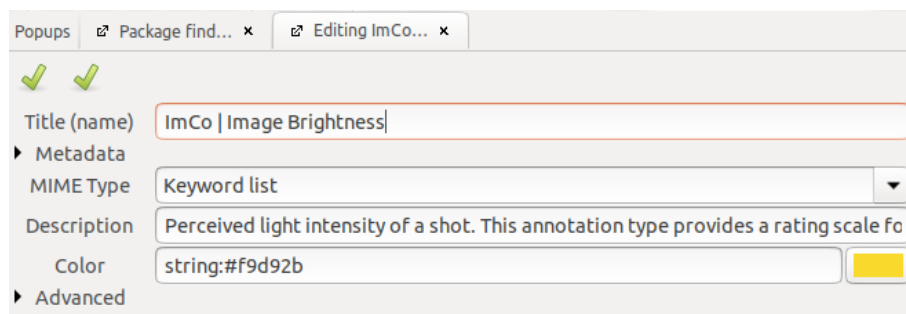 Popups Package find... × Editing ImCo... ×
Title (name) ImCo | Image Brightness
Metadata
MIME Type Keyword list
Description Perceived light intensity of a shot. This annotation type provides a rating scale fo
Color string:#f9d92b
Advanced